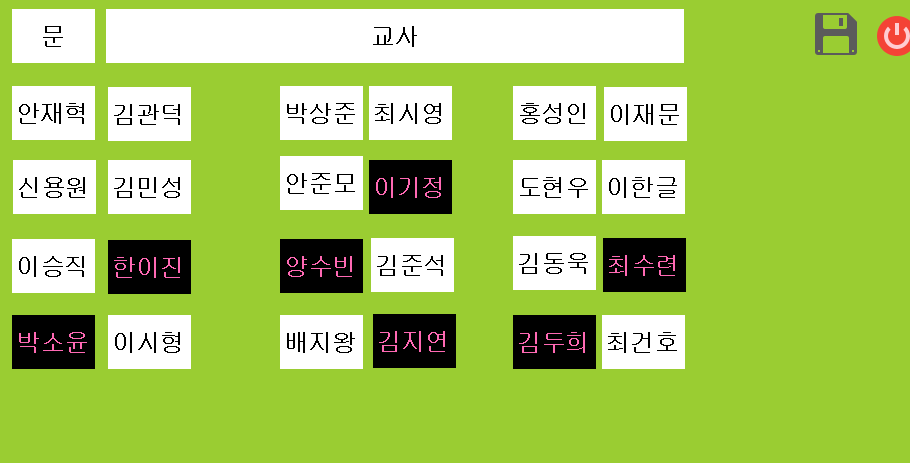 문 교사
안재혁 김관덕 박상준 최시영 홍성인 이재문
신용원 김민성 안준모 이기정 도현우 이한글
이승직 한이진 양수빈 김준석 김동욱 최수련
박소윤 이시형 배지왕 김지연 김두희 최건호